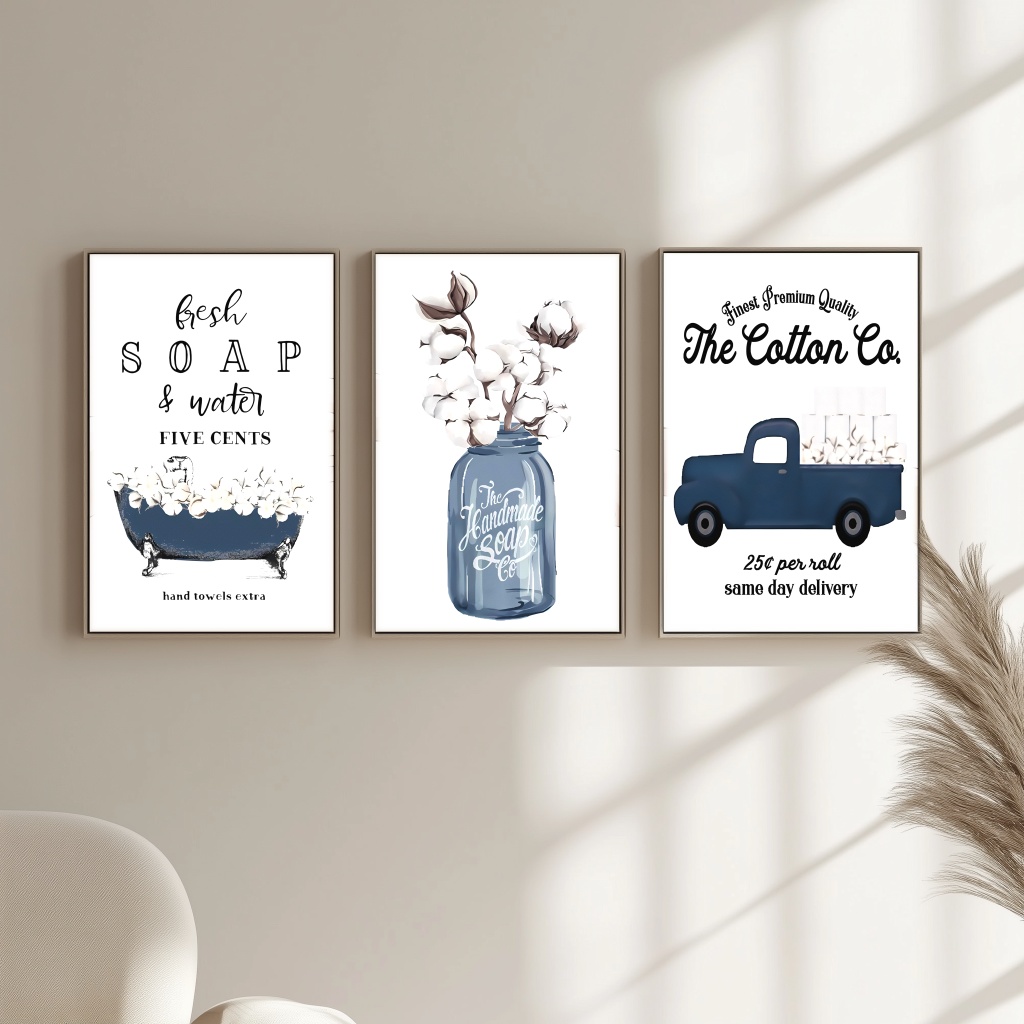 fresh
SOAP
& water
FIVE CENTS
hand towels extra
The
Handmade
Soap
Co
Finest Premium Quality
The Cotton Co.
25¢ per roll
same day delivery